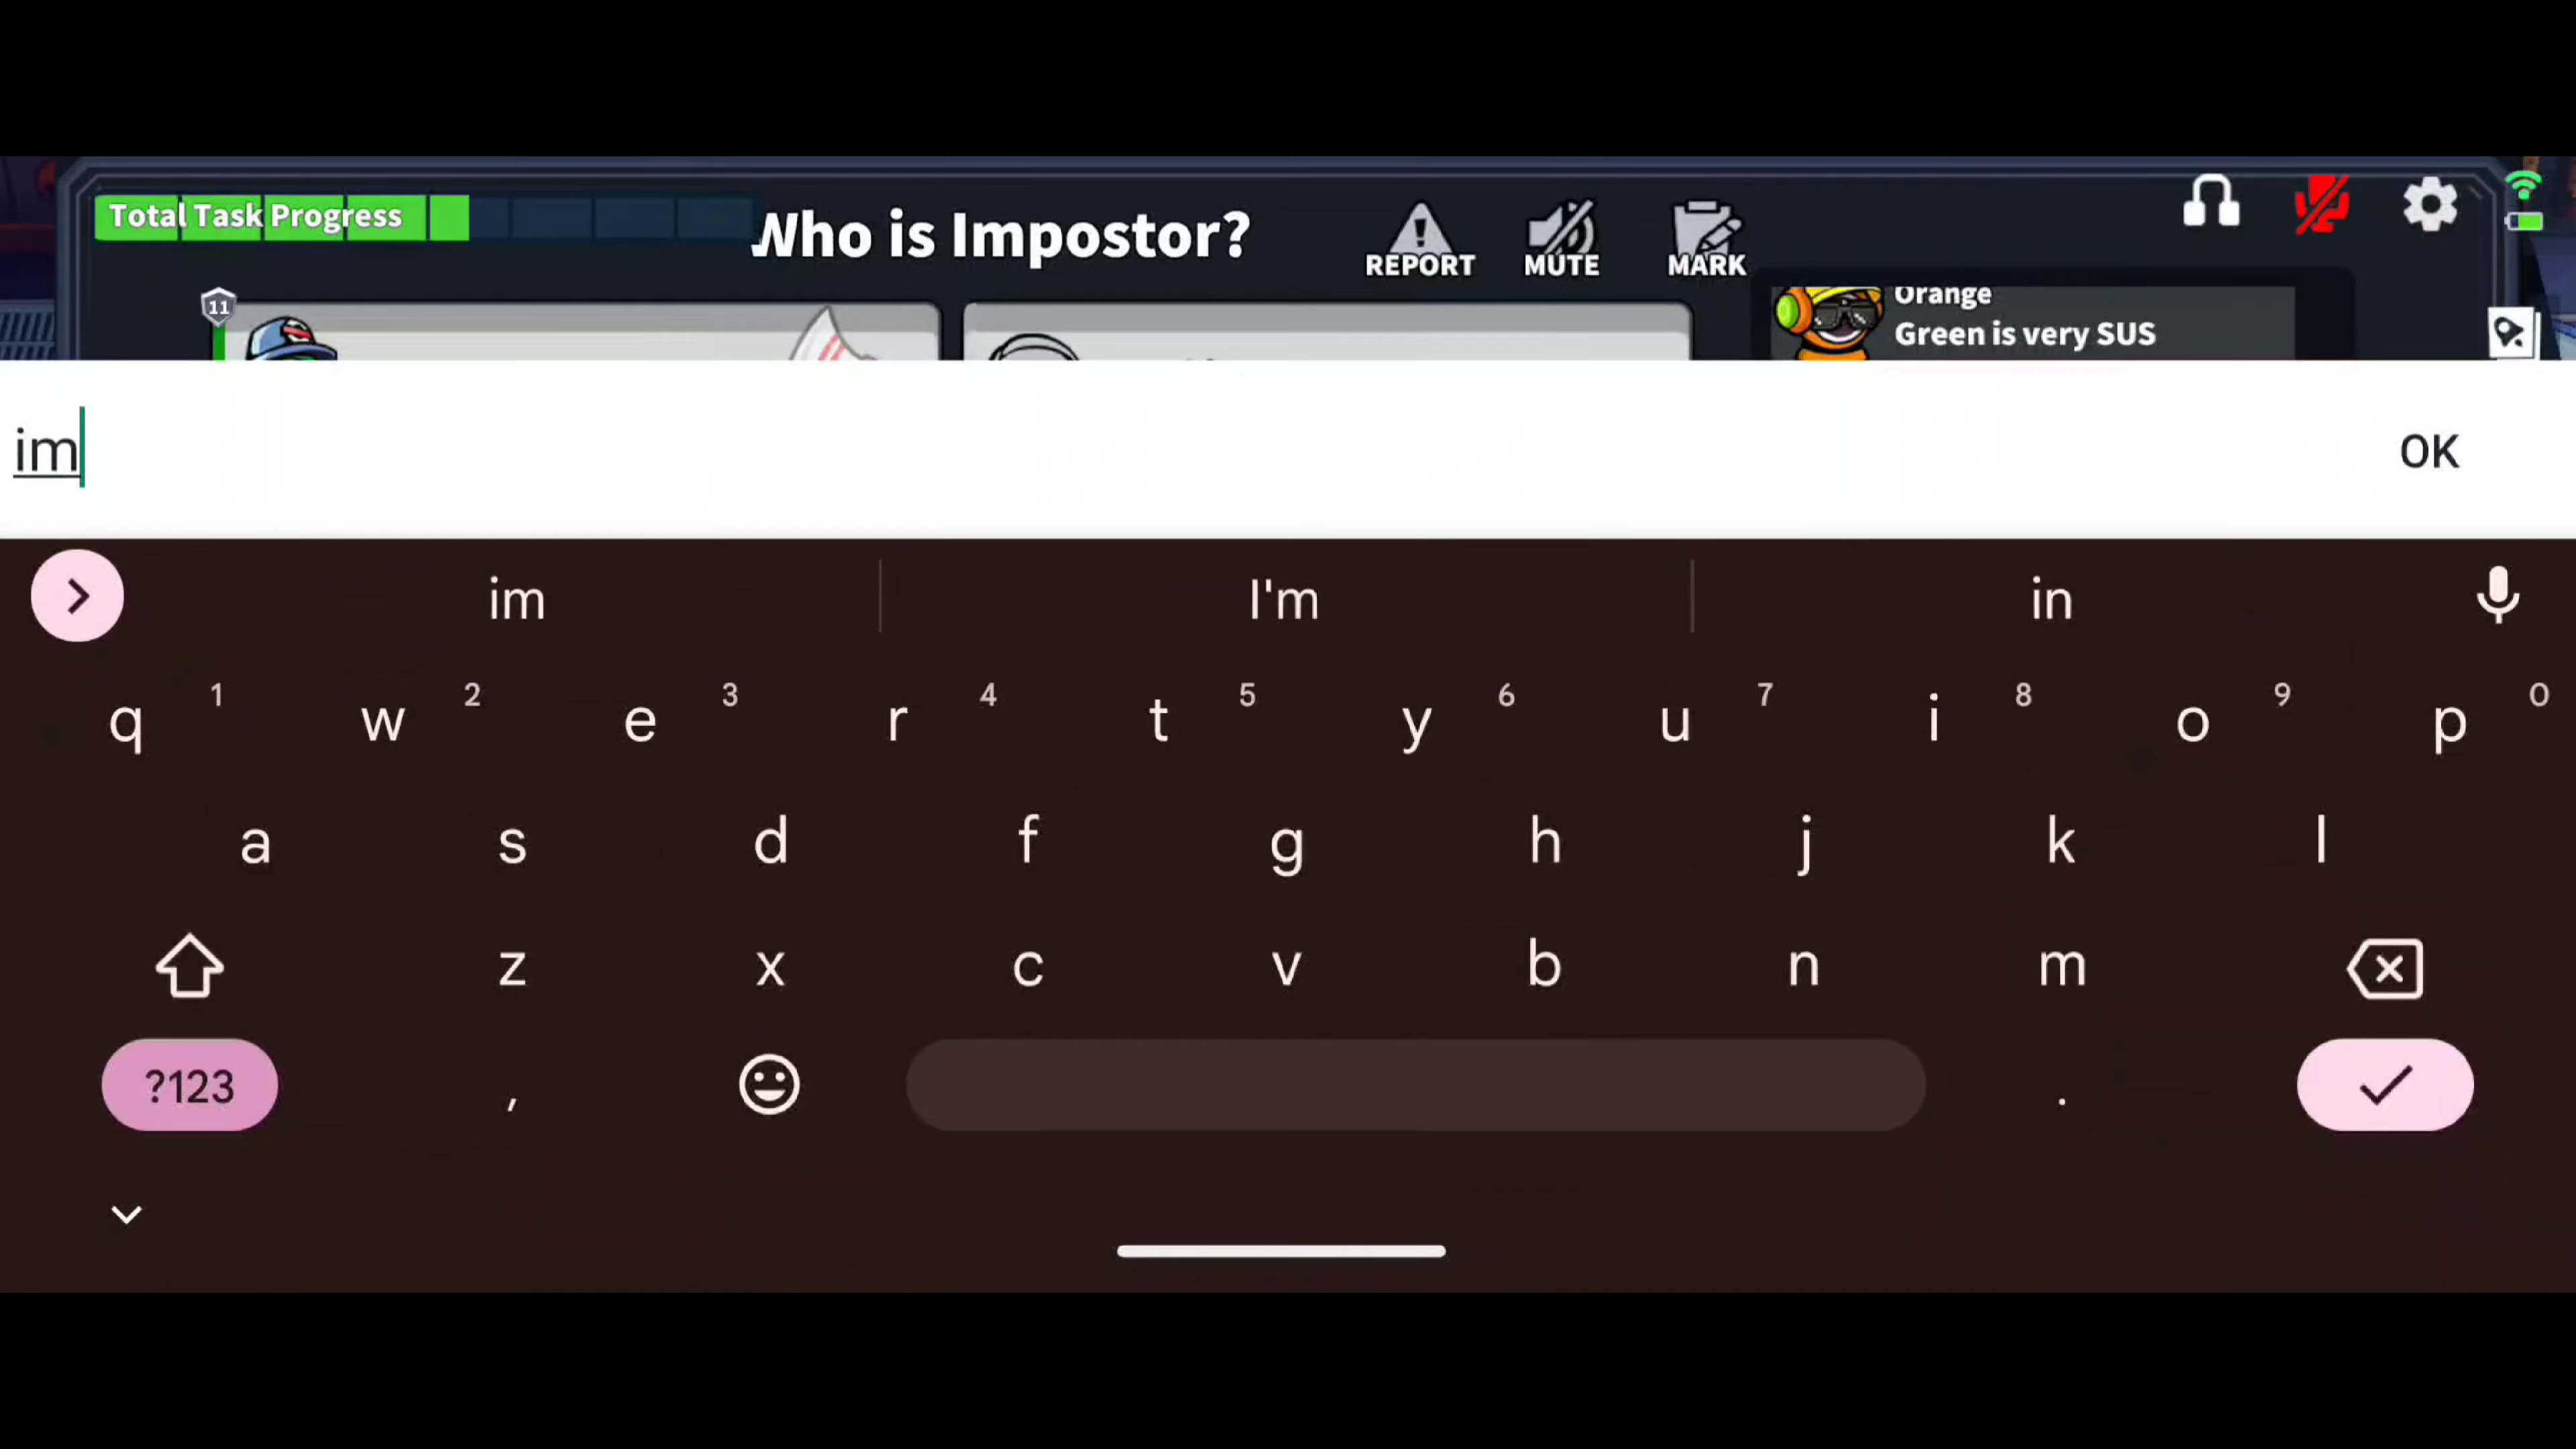 Total Task Progress
Who is Impostor?
REPORT
MUTE
MARK
11
Orange
Green is very SUS
im
OK
im
I'm
in
q 1 w 2 e 3 r 4 t 5 y 6 u 7 i 8 o 9 p 0
a s d f g h j k l
z x c v b n m
?123 , .